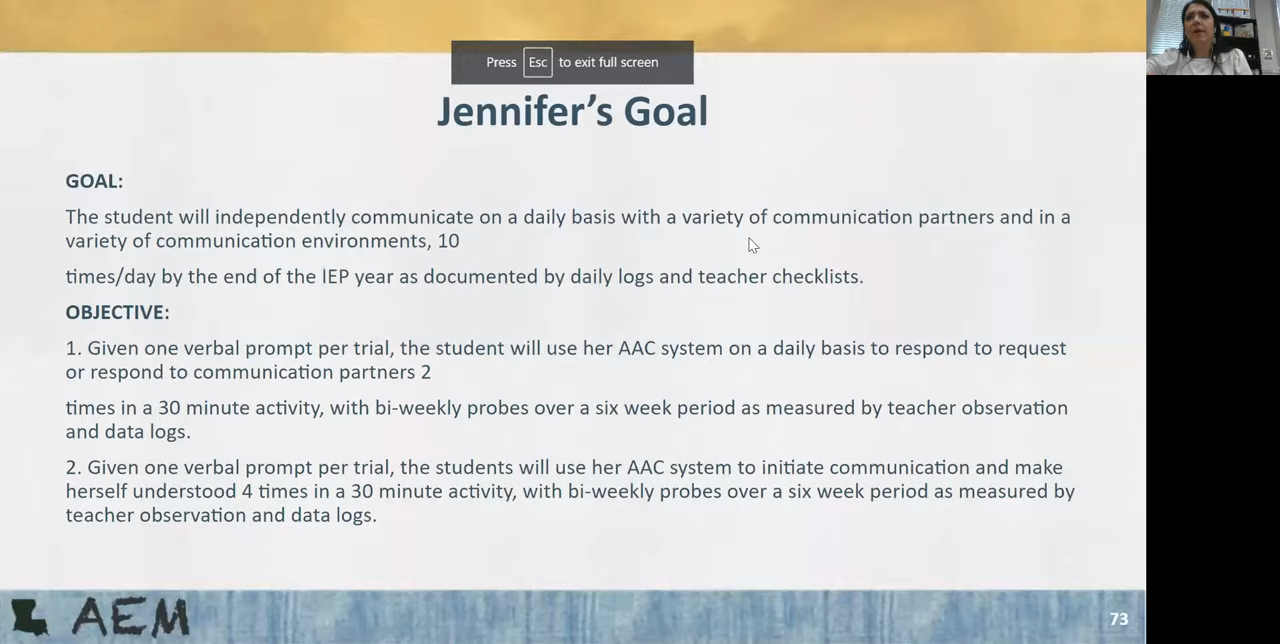 Press Esc to exit full screen
Jennifer's Goal
GOAL:
The student will independently communicate on a daily basis with a variety of communication partners and in a
variety of communication environments, 10
times/day by the end of the IEP year as documented by daily logs and teacher checklists.
OBJECTIVE:
1. Given one verbal prompt per trial, the student will use her AAC system on a daily basis to respond to request
or respond to communication partners 2
times in a 30 minute activity, with bi-weekly probes over a six week period as measured by teacher observation
and data logs.
2. Given one verbal prompt per trial, the students will use her AAC system to initiate communication and make
herself understood 4 times in a 30 minute activity, with bi-weekly probes over a six week period as measured by
teacher observation and data logs.
AEM
73